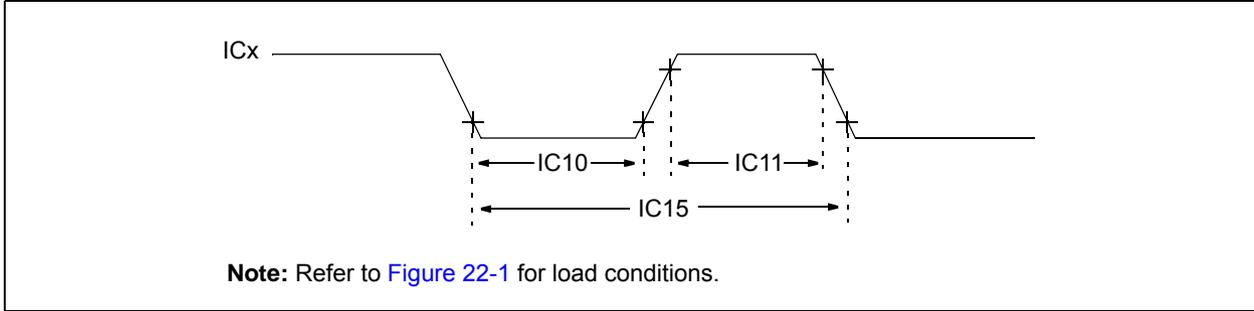 ICx
IC10
IC11
IC15
Note: Refer to Figure 22-1 for load conditions.